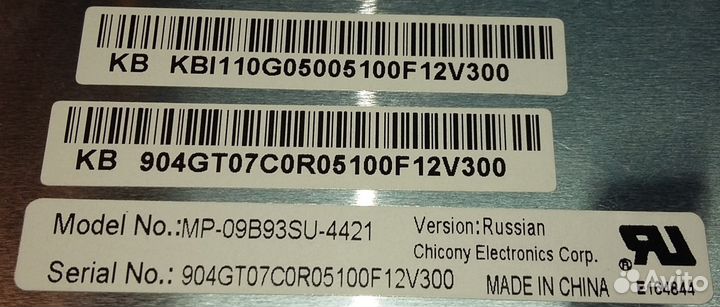 KB KBI110G05005100F12V300
KB 904GT07C0R05100F12V300
Model No.:MP-09B93SU-4421 Version:Russian
Chicony Electronics Corp.
Serial No.: 904GT07C0R05100F12V300 MADE IN CHINA
Avito